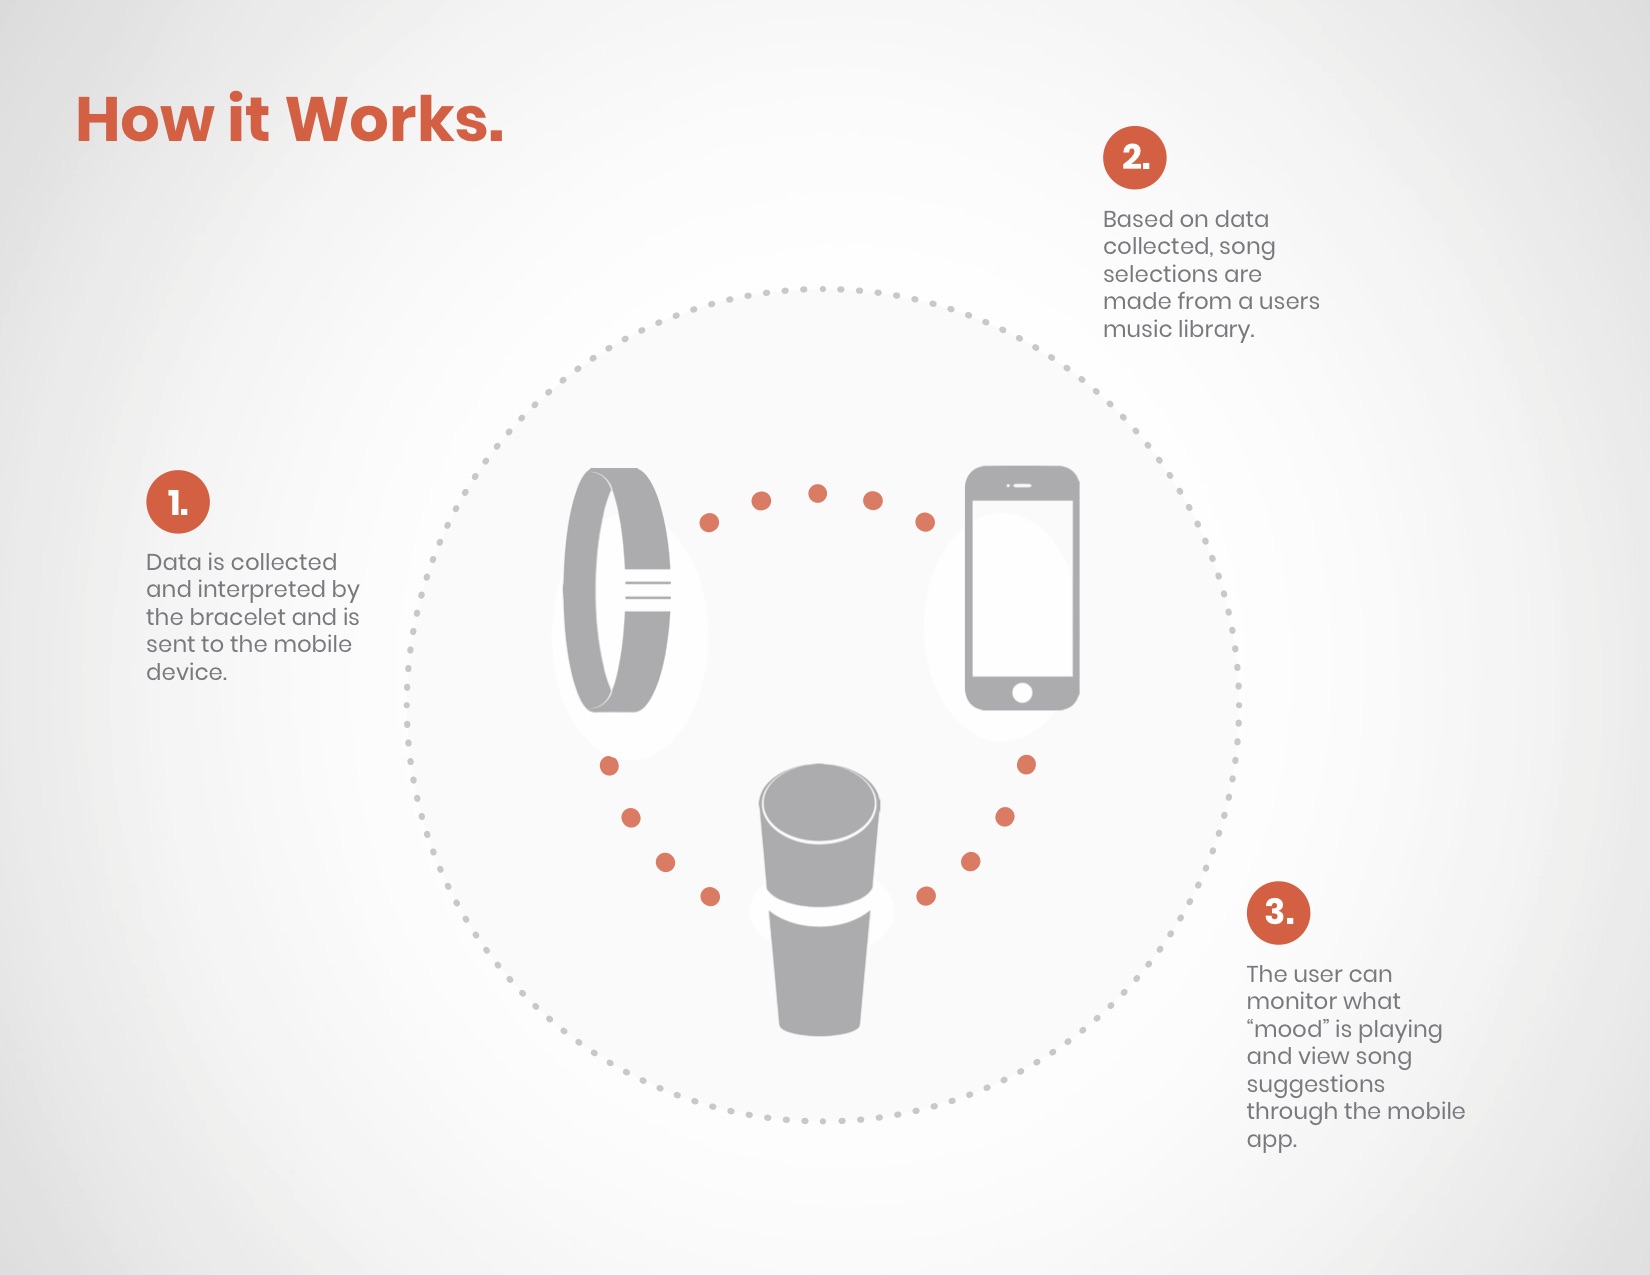 How it Works.
1.
Data is collected
and interpreted by
the bracelet and is
sent to the mobile
device.
2.
Based on data
collected, song
selections are
made from a users
music library.
3.
The user can
monitor what
“mood” is playing
and view song
suggestions
through the mobile
app.